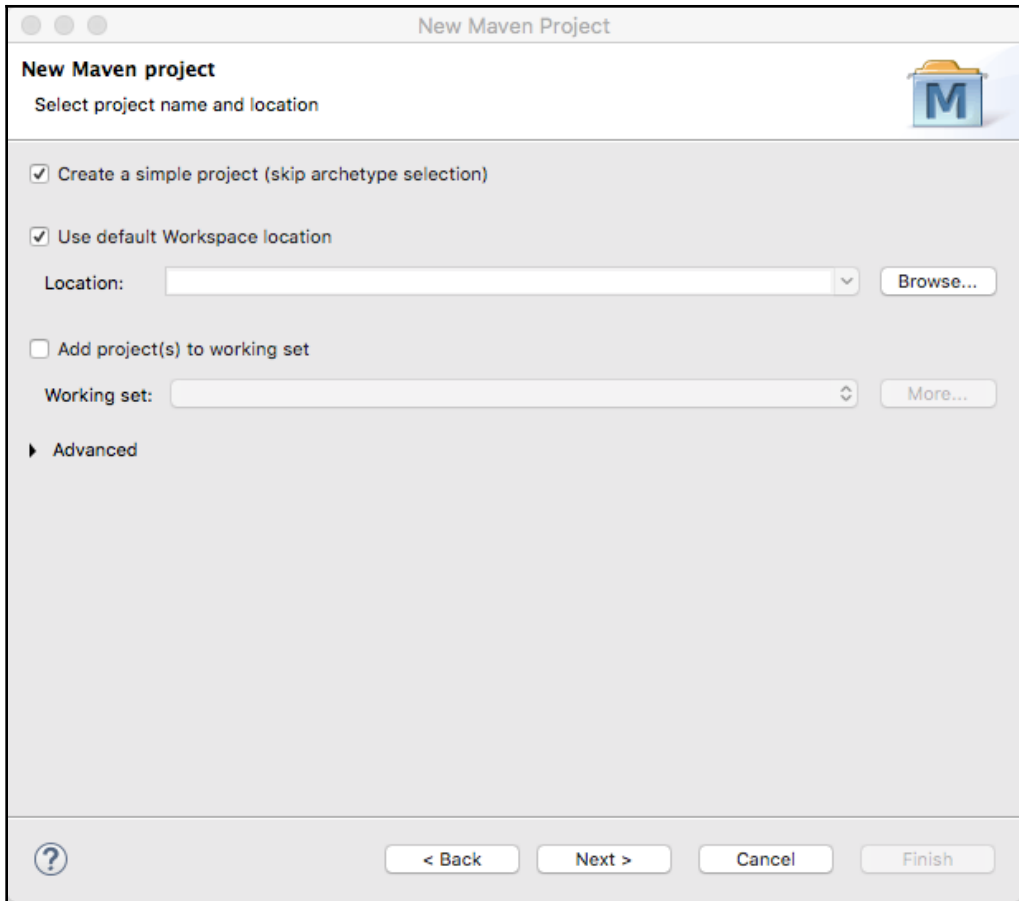 New Maven Project
New Maven project
Select project name and location
M
Create a simple project (skip archetype selection)
Use default Workspace location
Location:
Browse...
Add project(s) to working set
Working set:
More...
Advanced
?
< Back
Next >
Cancel
Finish